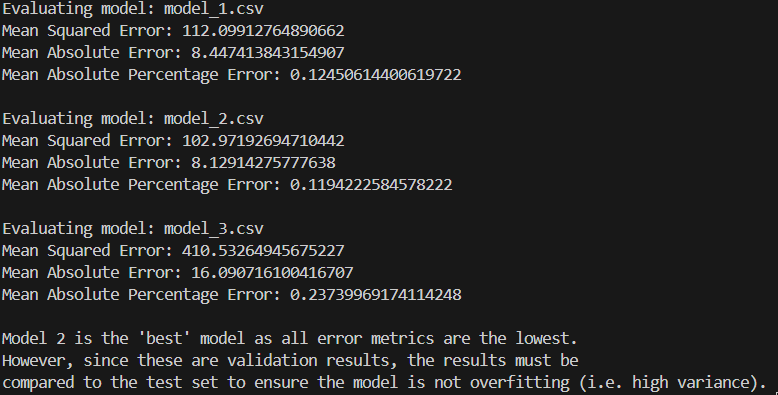 Evaluating model: model_1.csv
Mean Squared Error: 112.09912764890662
Mean Absolute Error: 8.447413843154907
Mean Absolute Percentage Error: 0.12450614400619722
Evaluating model: model_2.csv
Mean Squared Error: 102.97192694710442
Mean Absolute Error: 8.12914275777638
Mean Absolute Percentage Error: 0.1194222584578222
Evaluating model: model_3.csv
Mean Squared Error: 410.53264945675227
Mean Absolute Error: 16.090716100416707
Mean Absolute Percentage Error: 0.23739969174114248
Model 2 is the 'best' model as all error metrics are the lowest.
However, since these are validation results, the results must be
compared to the test set to ensure the model is not overfitting (i.e. high variance).